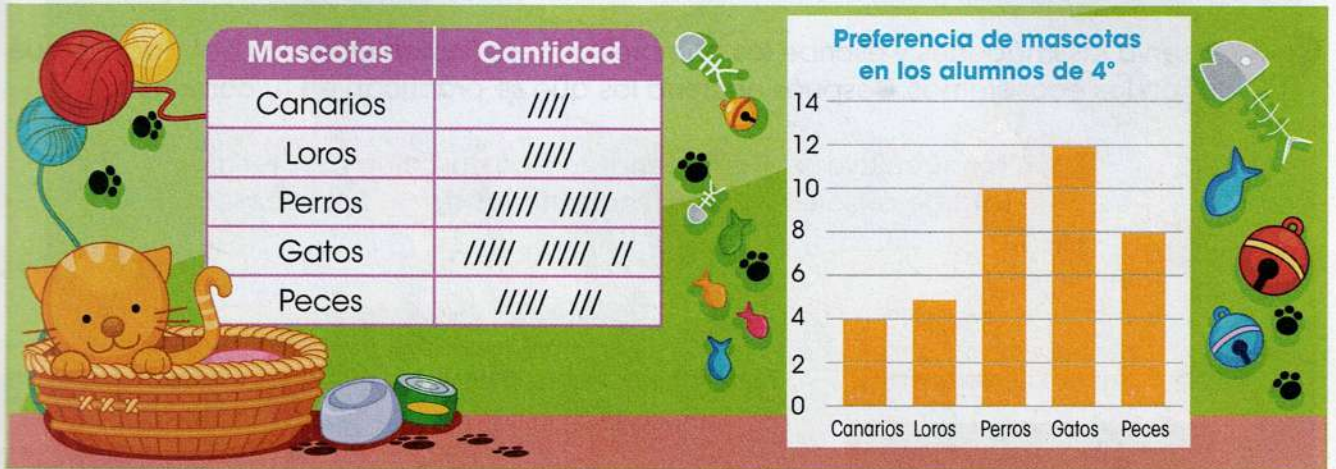 Mascotas Cantidad
Canarios ////
Loros /////
Perros ///// /////
Gatos ///// ///// //
Peces ///// ///
Preferencia de mascotas
en los alumnos de 4°
14
12
10
8
6
4
2
0
Canarios Loros Perros Gatos Peces